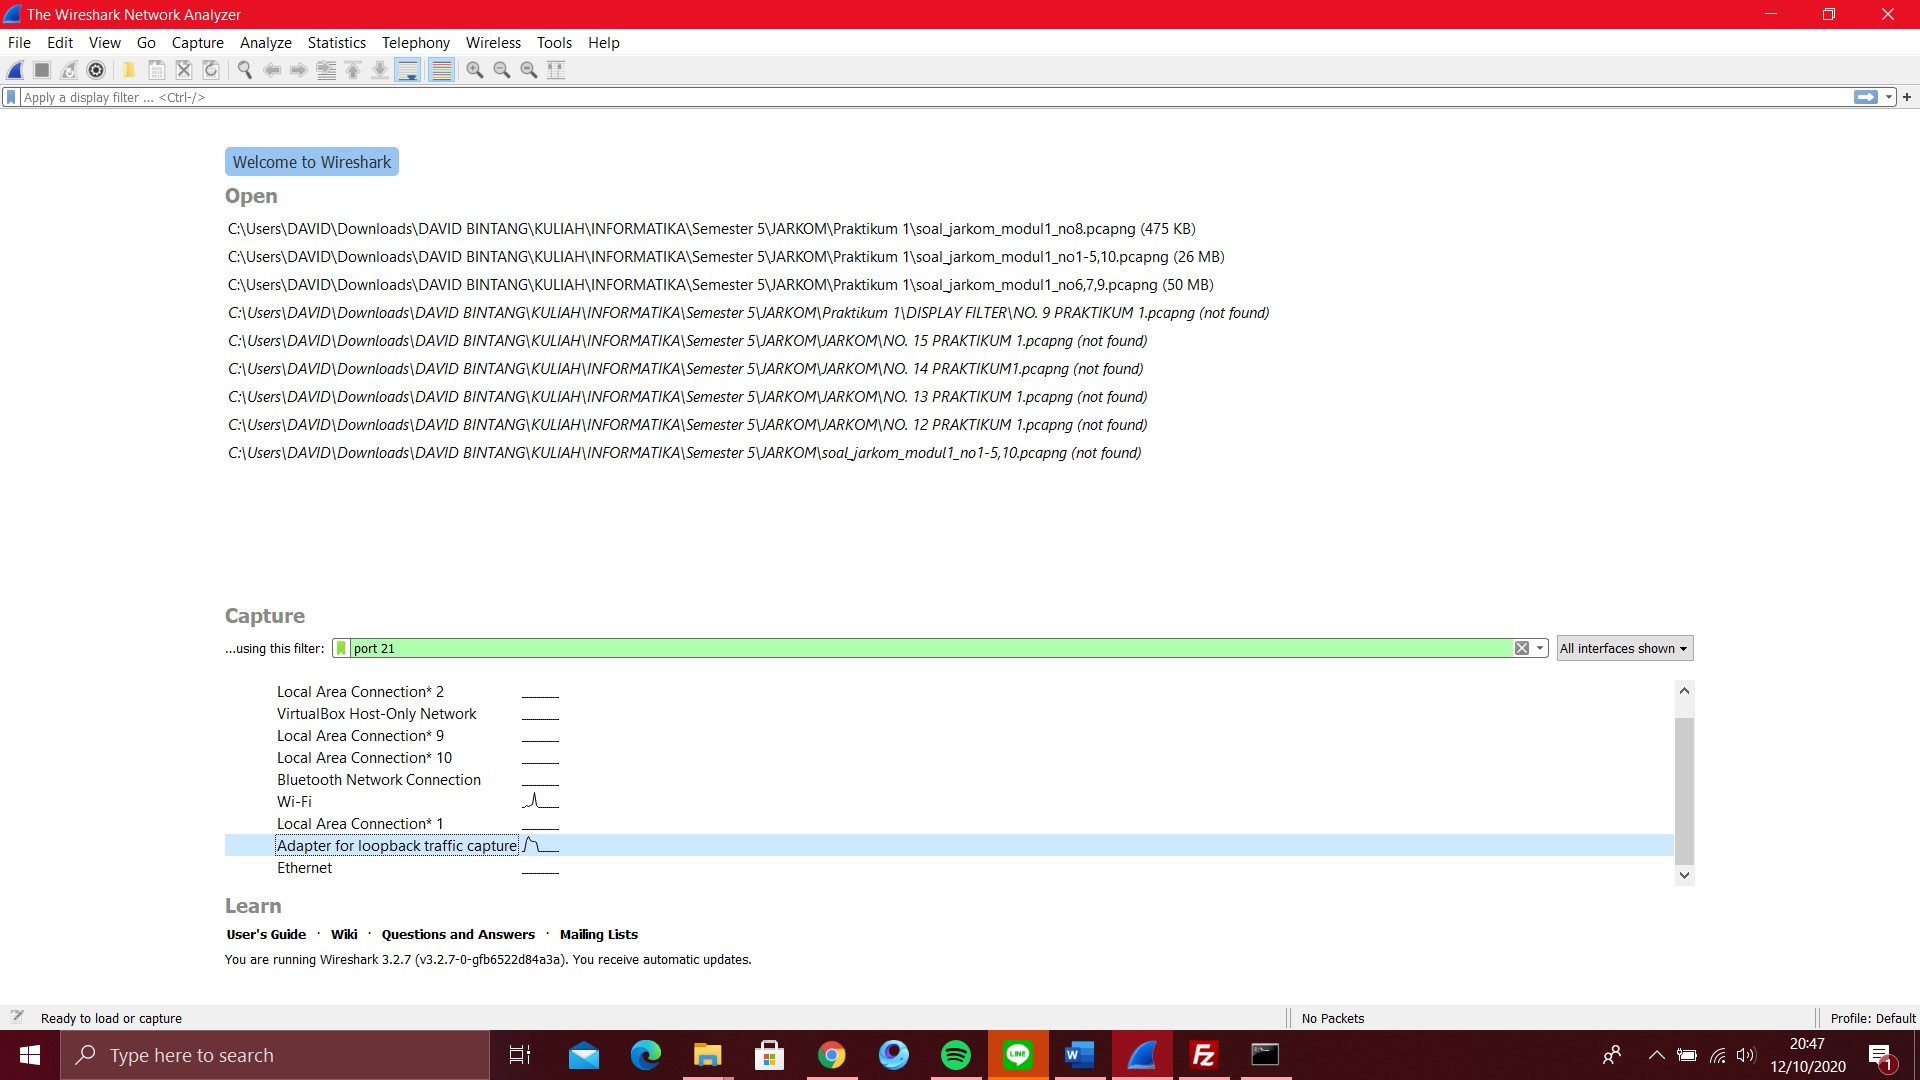 The Wireshark Network Analyzer
File Edit View Go Capture Analyze Statistics Telephony Wireless Tools Help
Apply a display filter ... <Ctrl-/>
Welcome to Wireshark
Open
C:\Users\DAVID\Downloads\DAVID BINTANG\KULIAH\INFORMATIKA\Semester 5\JARKOM\Praktikum 1\soal_jarkom_modul1_no8.pcapng (475 KB)
C:\Users\DAVID\Downloads\DAVID BINTANG\KULIAH\INFORMATIKA\Semester 5\JARKOM\Praktikum 1\soal_jarkom_modul1_no1-5,10.pcapng (26 MB)
C:\Users\DAVID\Downloads\DAVID BINTANG\KULIAH\INFORMATIKA\Semester 5\JARKOM\Praktikum 1\soal_jarkom_modul1_no6,7,9.pcapng (50 MB)
C:\Users\DAVID\Downloads\DAVID BINTANG\KULIAH\INFORMATIKA\Semester 5\JARKOM\Praktikum 1\DISPLAY FILTER\NO. 9 PRAKTIKUM 1.pcapng (not found)
C:\Users\DAVID\Downloads\DAVID BINTANG\KULIAH\INFORMATIKA\Semester 5\JARKOM\JARKOM\NO. 15 PRAKTIKUM 1.pcapng (not found)
C:\Users\DAVID\Downloads\DAVID BINTANG\KULIAH\INFORMATIKA\Semester 5\JARKOM\JARKOM\NO. 14 PRAKTIKUM1.pcapng (not found)
C:\Users\DAVID\Downloads\DAVID BINTANG\KULIAH\INFORMATIKA\Semester 5\JARKOM\JARKOM\NO. 13 PRAKTIKUM 1.pcapng (not found)
C:\Users\DAVID\Downloads\DAVID BINTANG\KULIAH\INFORMATIKA\Semester 5\JARKOM\JARKOM\NO. 12 PRAKTIKUM 1.pcapng (not found)
C:\Users\DAVID\Downloads\DAVID BINTANG\KULIAH\INFORMATIKA\Semester 5\JARKOM\soal_jarkom_modul1_no1-5,10.pcapng (not found)
Capture
...using this filter: port 21 All interfaces shown
Local Area Connection* 2
VirtualBox Host-Only Network
Local Area Connection* 9
Local Area Connection* 10
Bluetooth Network Connection
Wi-Fi
Local Area Connection* 1
Adapter for loopback traffic capture
Ethernet
Learn
User's Guide · Wiki · Questions and Answers · Mailing Lists
You are running Wireshark 3.2.7 (v3.2.7-0-gfb6522d84a3a). You receive automatic updates.
Ready to load or capture No Packets Profile: Default
Type here to search
LINE
W
Fz
20:47
12/10/2020
1